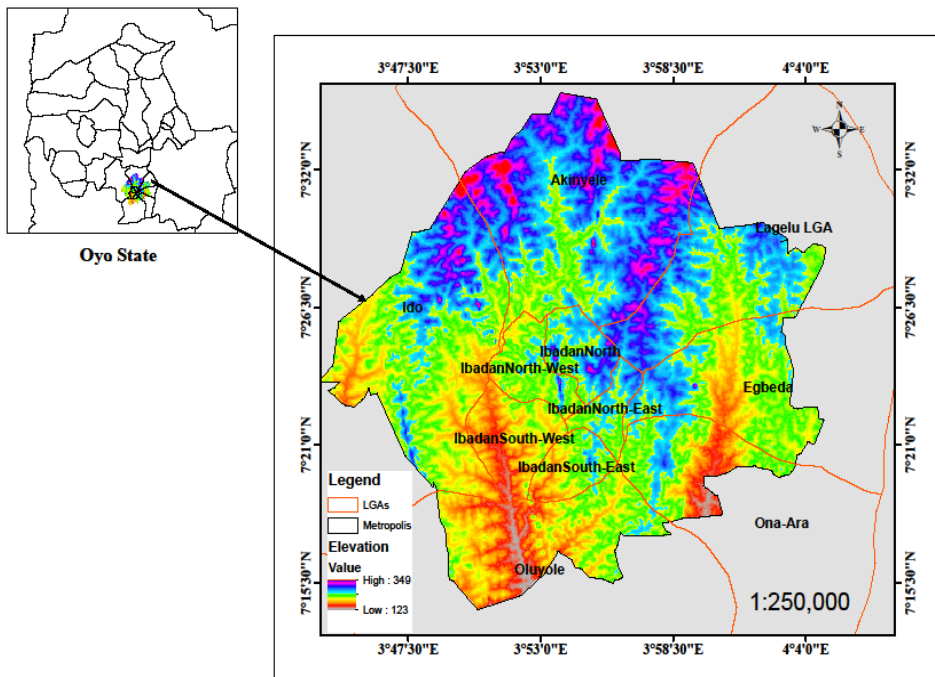 Oyo State
3°47'30"E
3°53'0"E
3°58'30"E
4°4'0"E
N
W
E
S
7°32'0"N
7°32'0"N
Akinyele
Lagelu LGA
7°26'30"N
7°26'30"N
Ido
IbadanNorth
IbadanNorth-West
Egbeda
IbadanNorth-East
7°21'0"N
7°21'0"N
IbadanSouth-West
IbadanSouth-East
Legend
LGAs
Metropolis
Elevation
Value
High : 349
Low : 123
Ona-Ara
Oluyole
7°15'30"N
7°15'30"N
1:250,000
3°47'30"E
3°53'0"E
3°58'30"E
4°4'0"E